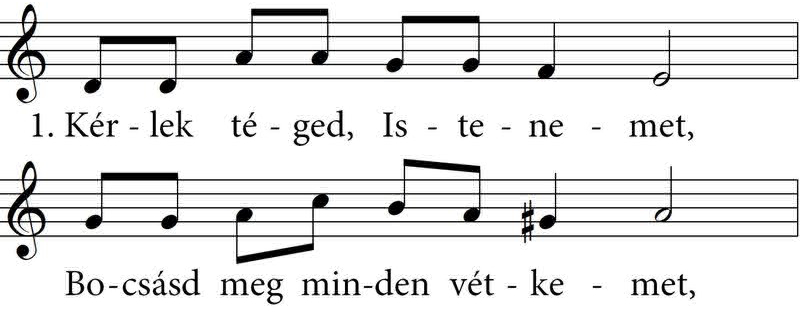 1. Kér - lek té - ged, Is - te - ne - met,
Bo-csásd meg min-den vét - ke - met,